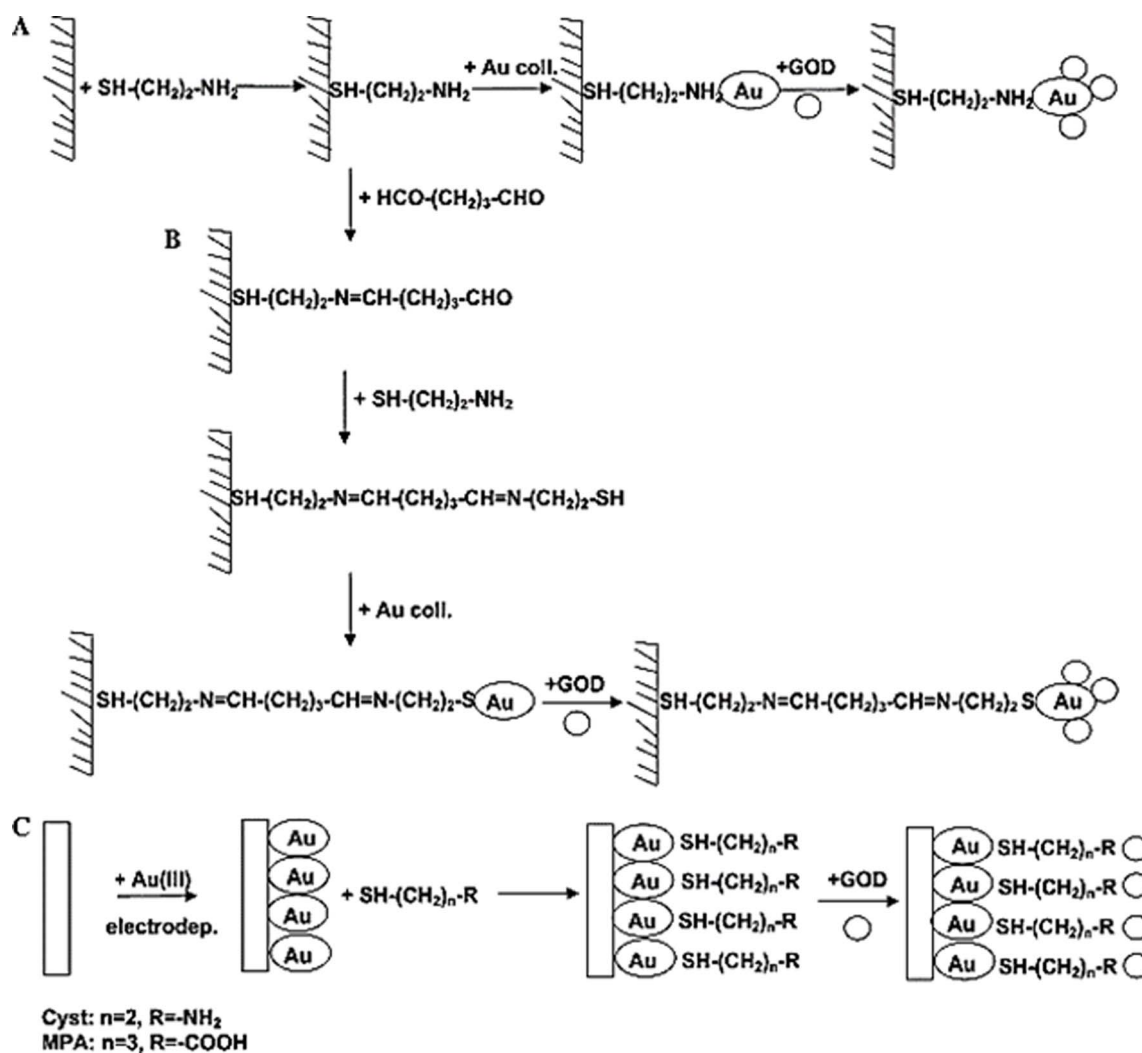 A
+ SH-(CH₂)₂-NH₂
SH-(CH₂)₂-NH₂
+ Au coll.
SH-(CH₂)₂-NH₂ Au
+GOD
SH-(CH₂)₂-NH₂ Au
+ HCO-(CH₂)₃-CHO
B
SH-(CH₂)₂-N=CH-(CH₂)₃-CHO
+ SH-(CH₂)₂-NH₂
SH-(CH₂)₂-N=CH-(CH₂)₃-CH=N-(CH₂)₂-SH
+ Au coll.
SH-(CH₂)₂-N=CH-(CH₂)₃-CH=N-(CH₂)₂-S Au
+GOD
SH-(CH₂)₂-N=CH-(CH₂)₃-CH=N-(CH₂)₂ S Au
C
+ Au(III)
electrodep.
Au
Au
Au
Au
+ SH-(CH₂)ₙ-R
Au SH-(CH₂)ₙ-R
Au SH-(CH₂)ₙ-R
Au SH-(CH₂)ₙ-R
Au SH-(CH₂)ₙ-R
+GOD
Au SH-(CH₂)ₙ-R
Au SH-(CH₂)ₙ-R
Au SH-(CH₂)ₙ-R
Au SH-(CH₂)ₙ-R
Cyst: n=2, R=-NH₂
MPA: n=3, R=-COOH